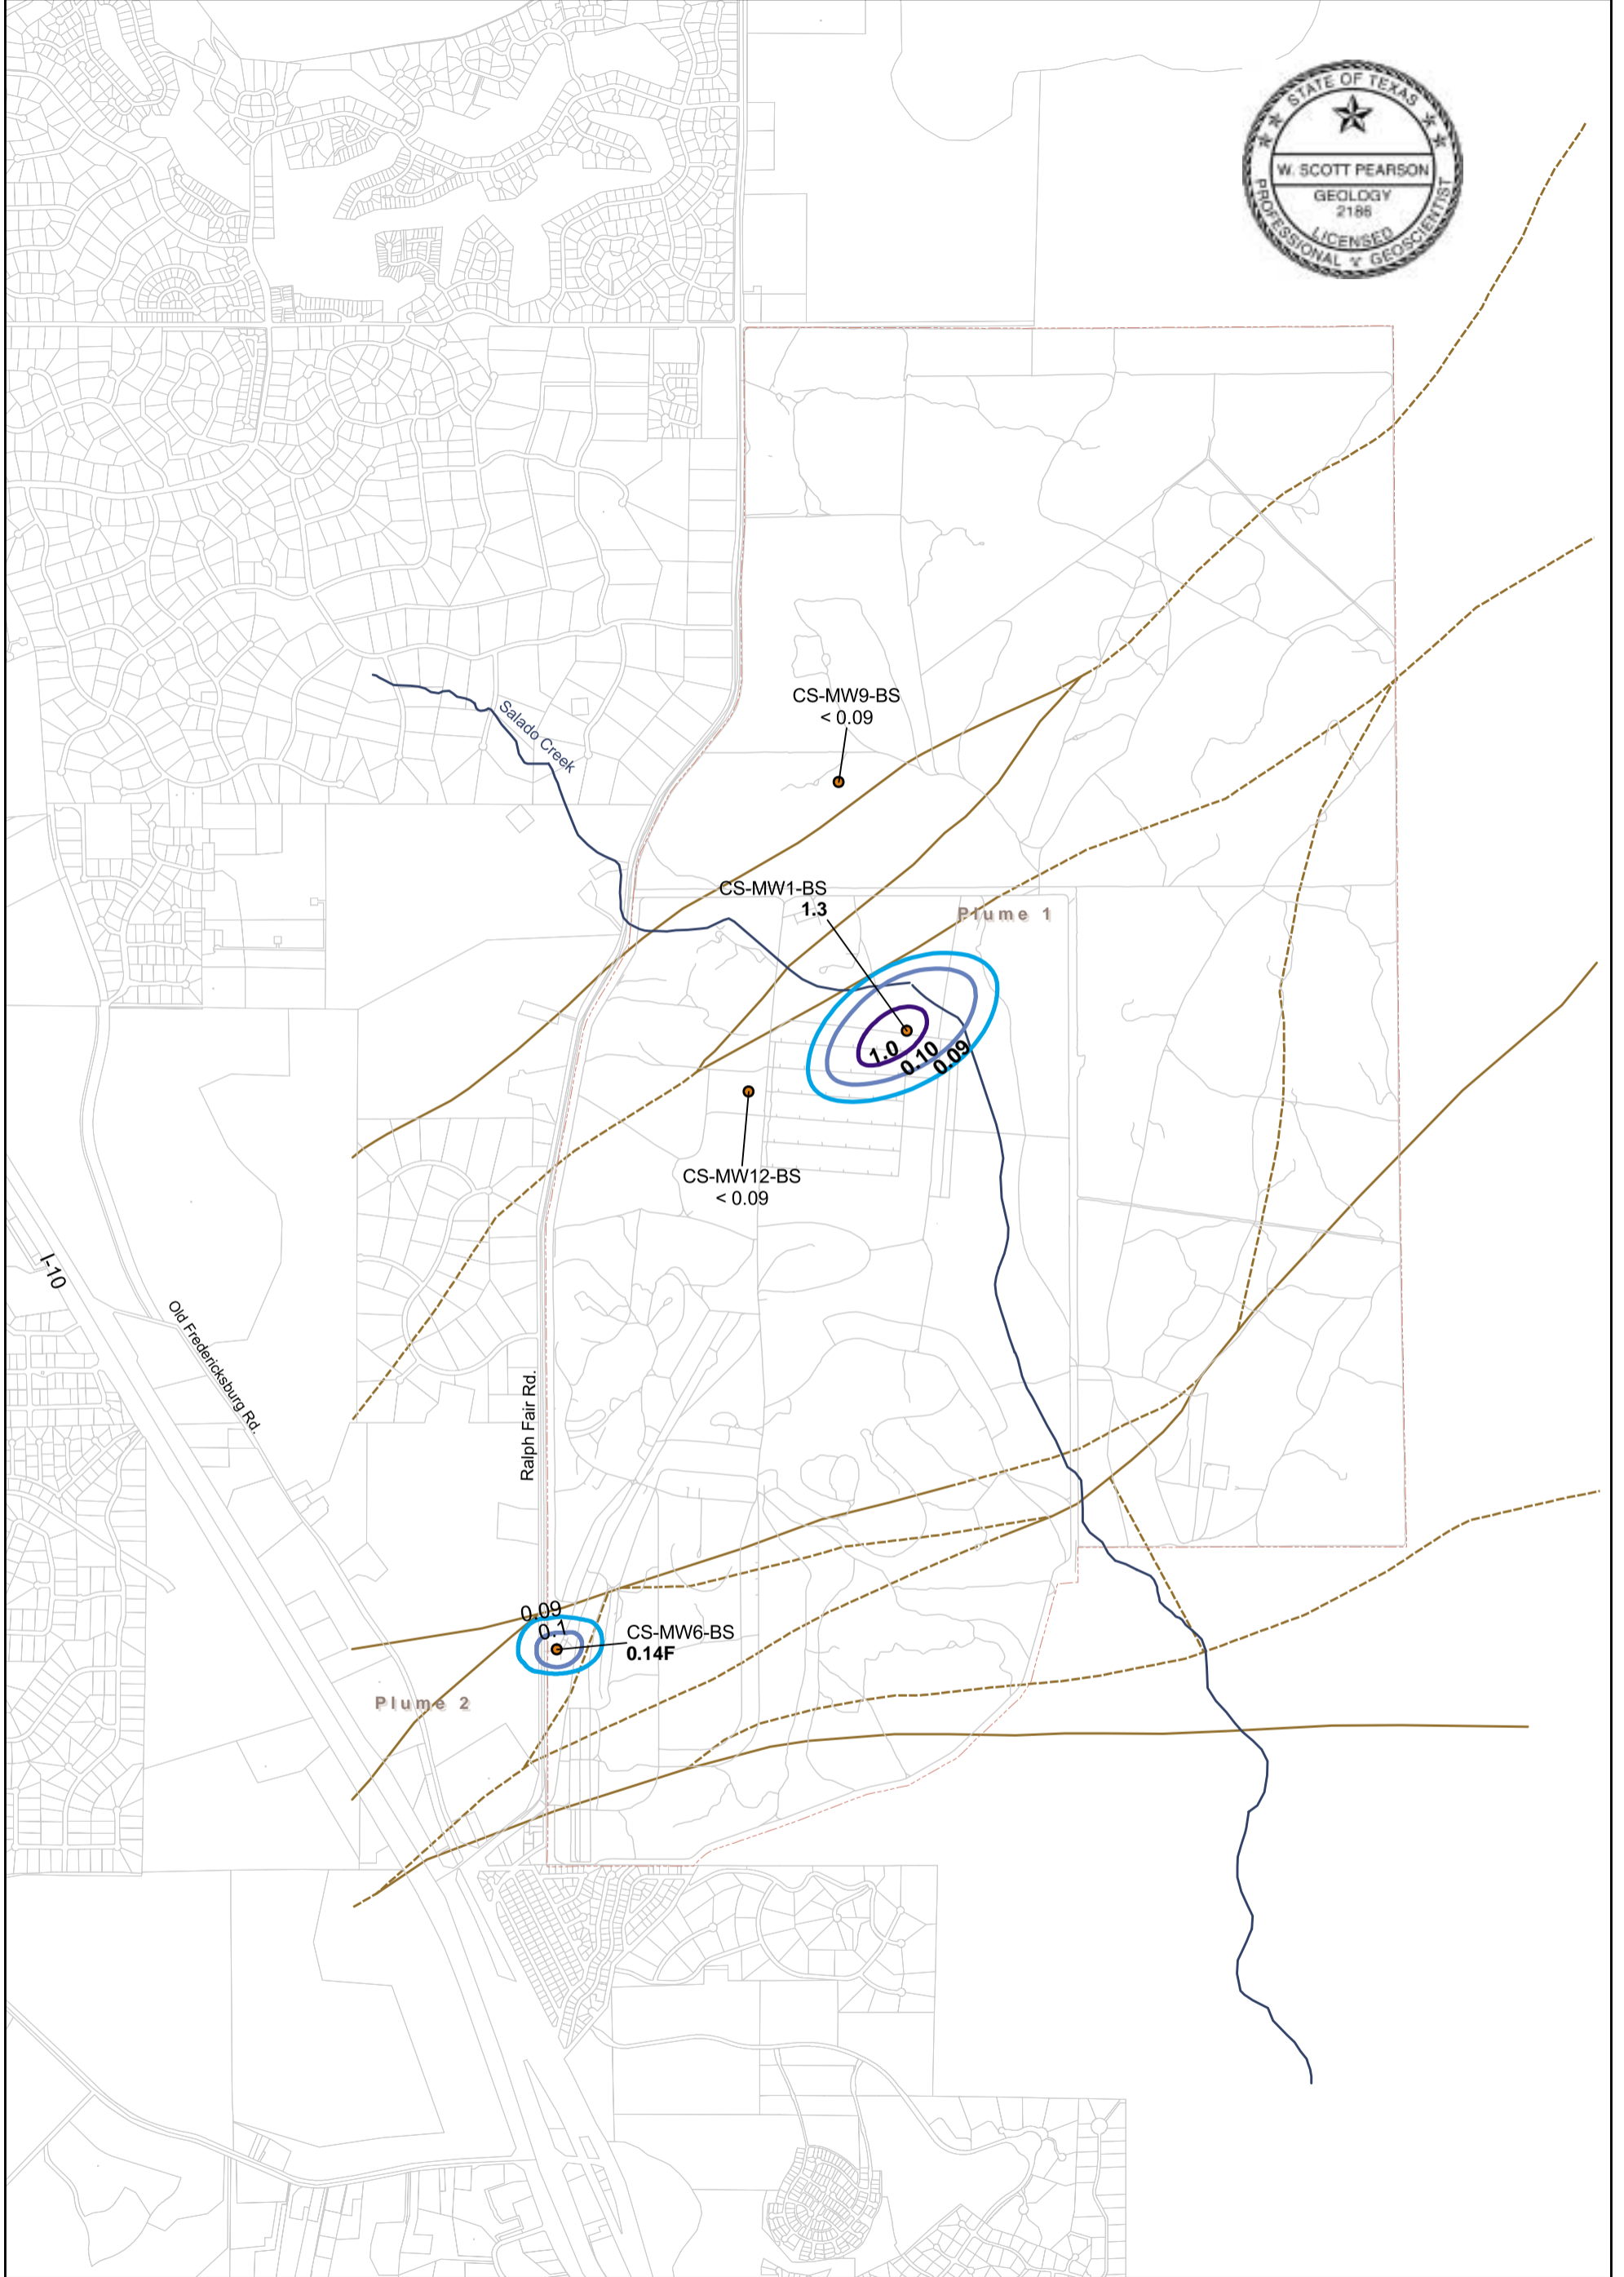 STATE OF TEXAS
W. SCOTT PEARSON
GEOLOGY
2186
LICENSED
PROFESSIONAL GEOSCIENTIST
CS-MW9-BS
< 0.09
Salado Creek
CS-MW1-BS
1.3
Plume 1
1.0
0.10
0.09
CS-MW12-BS
< 0.09
I-10
Old Fredericksburg Rd.
Ralph Fair Rd.
0.09
0.1
CS-MW6-BS
0.14F
Plume 2